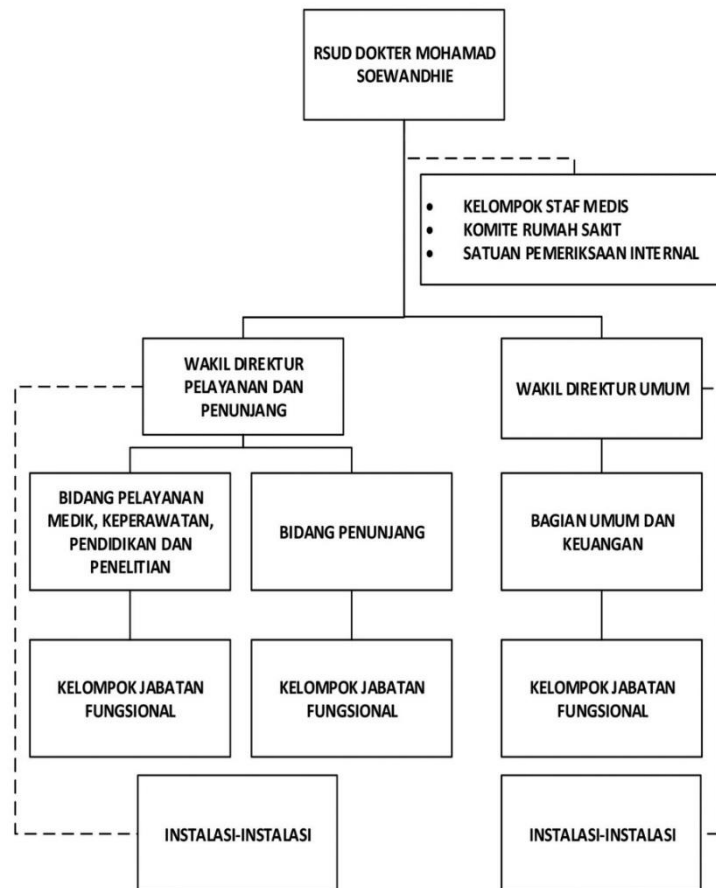 RSUD DOKTER MOHAMAD
SOEWANDHIE
• KELOMPOK STAF MEDIS
• KOMITE RUMAH SAKIT
• SATUAN PEMERIKSAAN INTERNAL
WAKIL DIREKTUR
PELAYANAN DAN
PENUNJANG
WAKIL DIREKTUR UMUM
BIDANG PELAYANAN
MEDIK, KEPERAWATAN,
PENDIDIKAN DAN
PENELITIAN
BIDANG PENUNJANG
BAGIAN UMUM DAN
KEUANGAN
KELOMPOK JABATAN
FUNGSIONAL
KELOMPOK JABATAN
FUNGSIONAL
KELOMPOK JABATAN
FUNGSIONAL
INSTALASI-INSTALASI
INSTALASI-INSTALASI